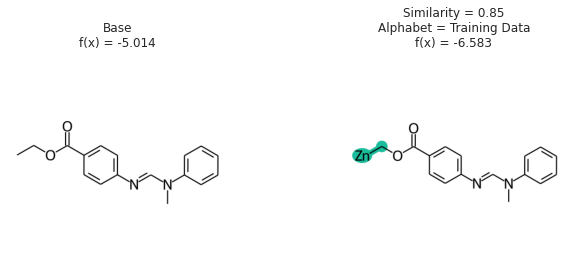 Base
f(x) = -5.014
Similarity = 0.85
Alphabet = Training Data
f(x) = -6.583
O
O
N
N
Zn
O
O
N
N